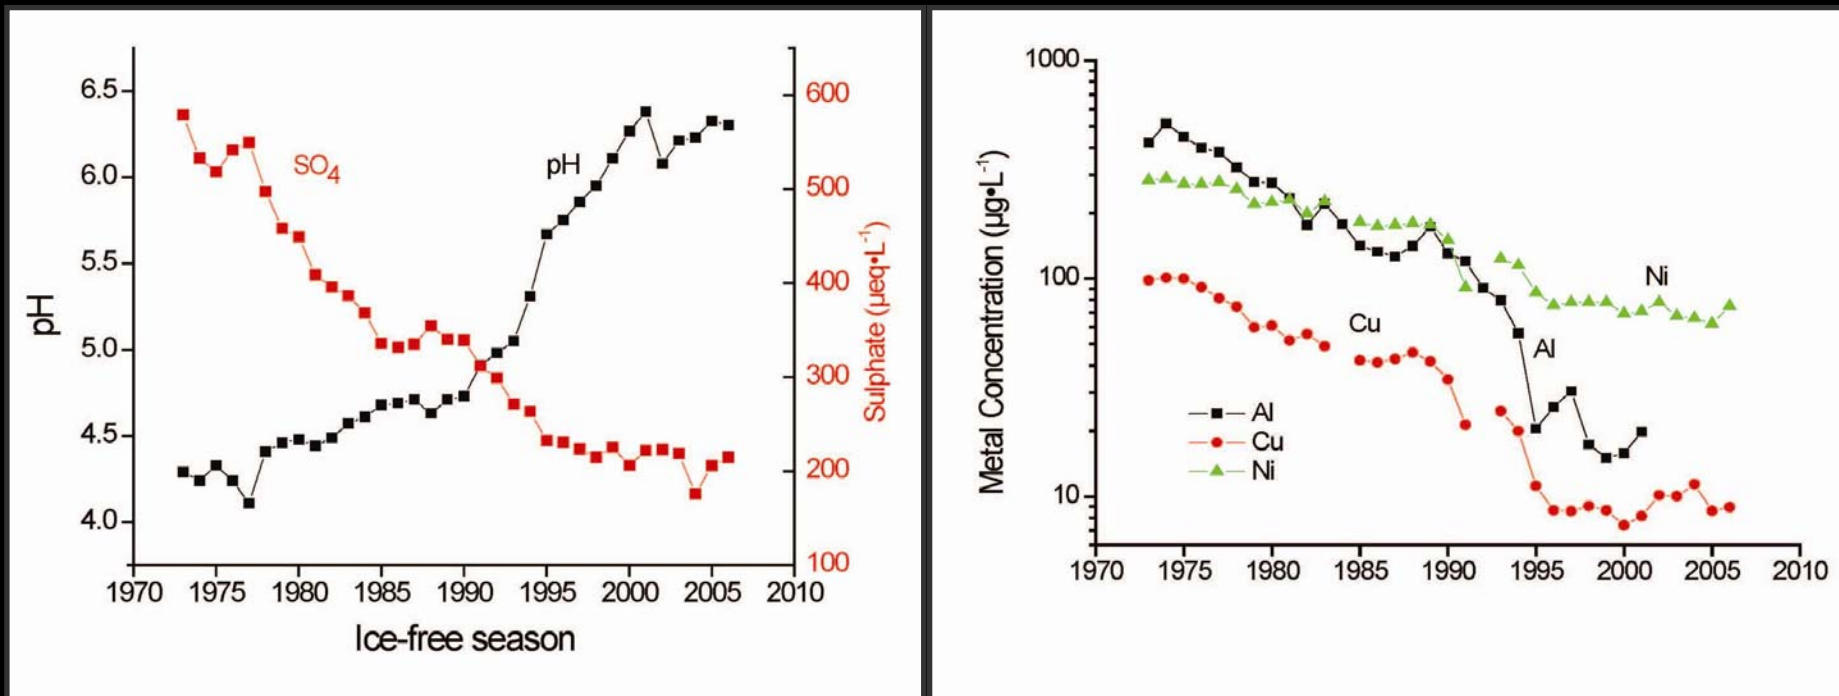 6.5
6.0
5.5
5.0
4.5
4.0
pH
SO4
pH
600
500
400
300
200
100
Sulphate (µeq•L-1)
1970 1975 1980 1985 1990 1995 2000 2005 2010
Ice-free season
1000
100
10
Metal Concentration (µg•L-1)
Ni
Cu
Al
Al
Cu
Ni
1970 1975 1980 1985 1990 1995 2000 2005 2010